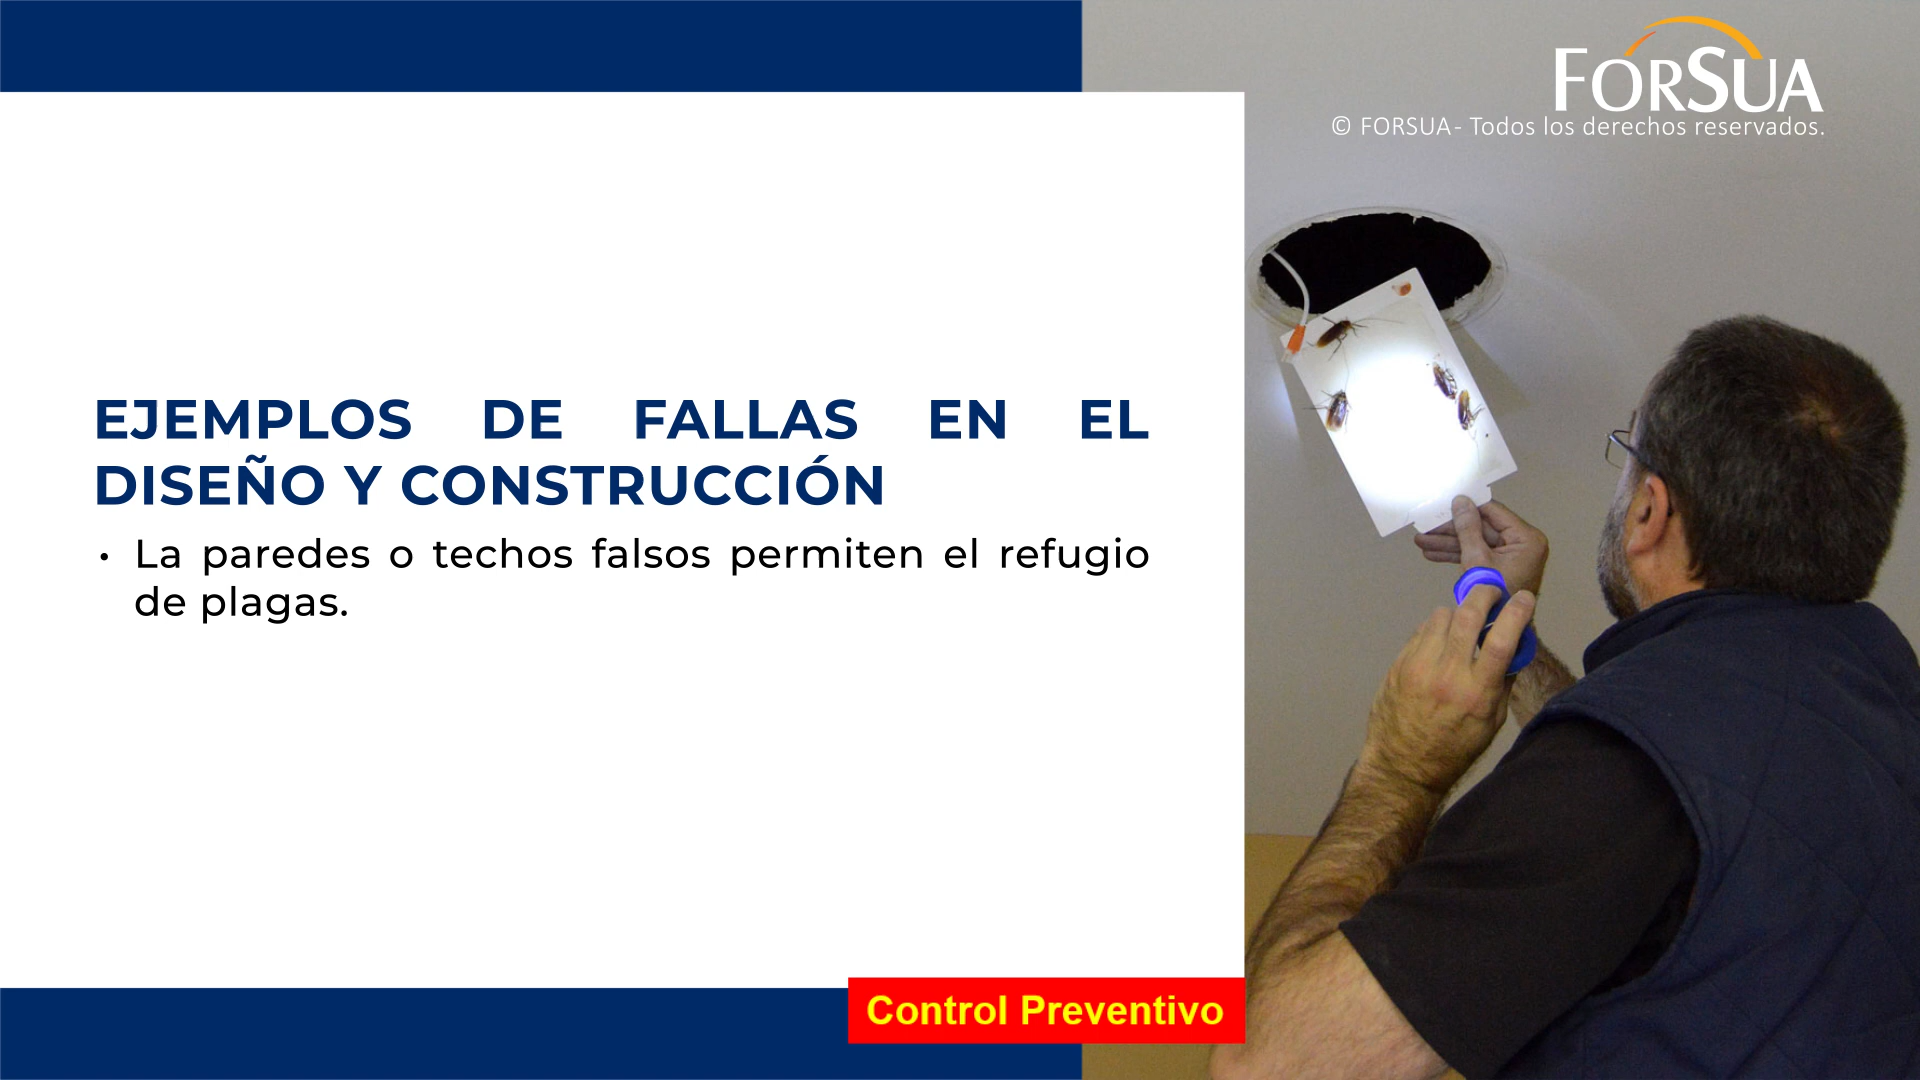 FORSUA
© FORSUA- Todos los derechos reservados.
EJEMPLOS DE FALLAS EN EL
DISEÑO Y CONSTRUCCIÓN
• La paredes o techos falsos permiten el refugio
de plagas.
Control Preventivo